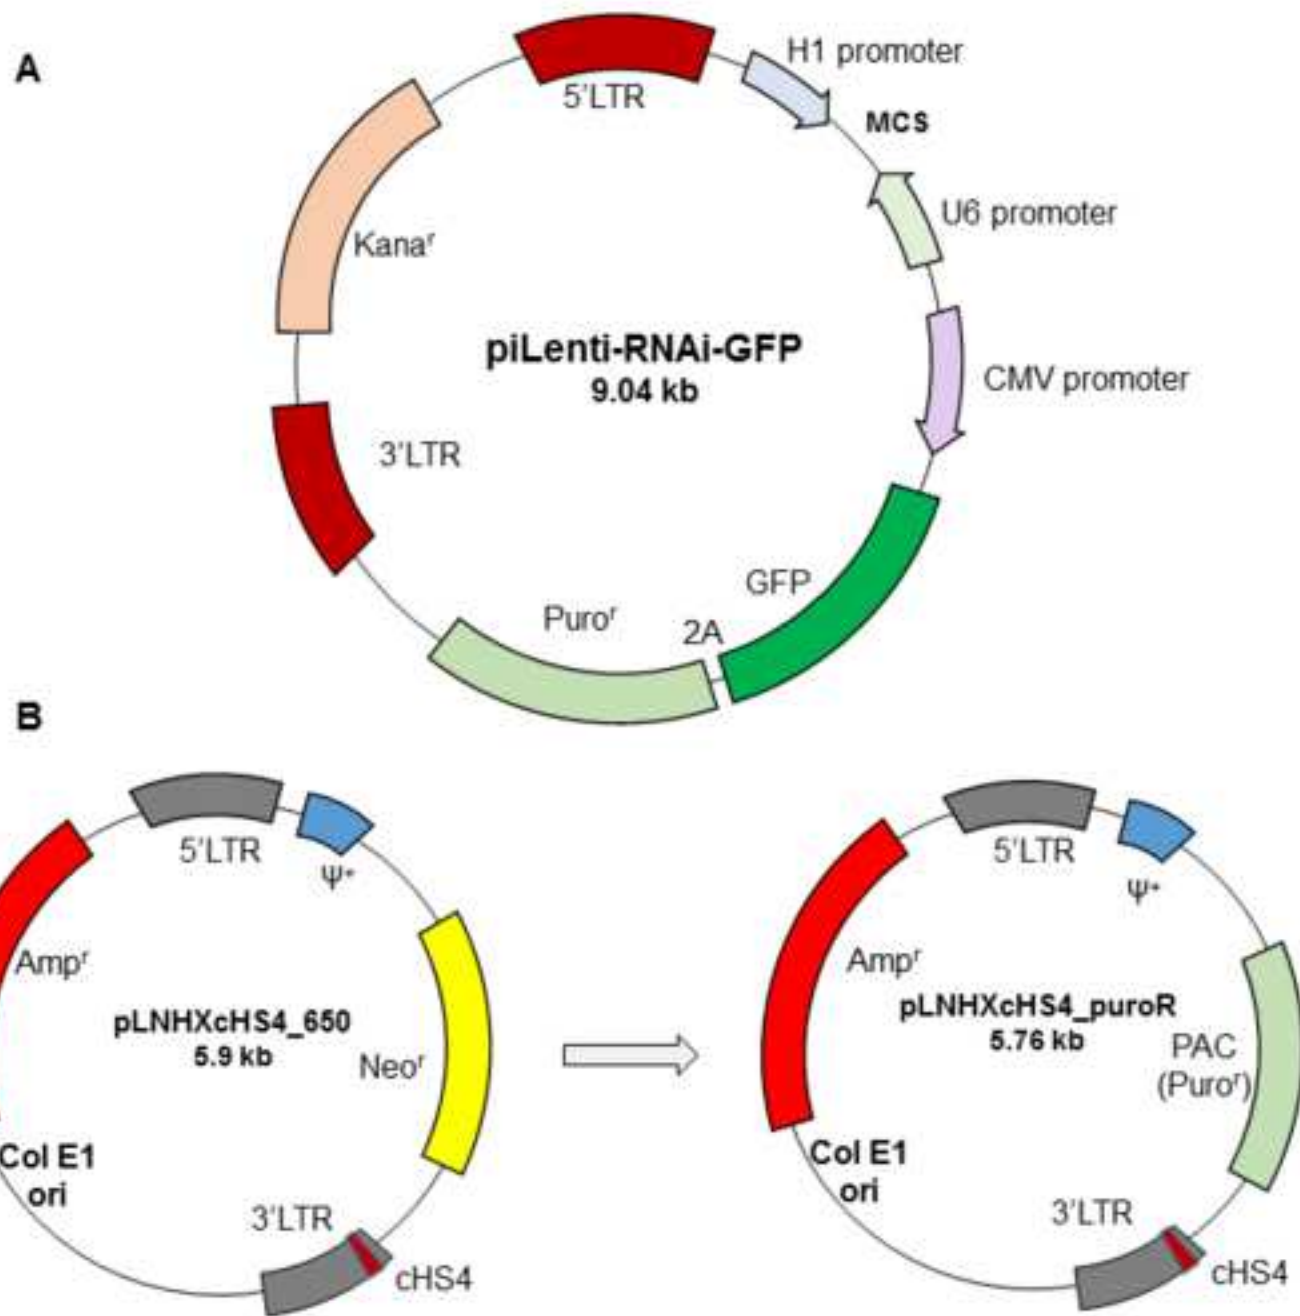 A
H1 promoter
5'LTR
MCS
U6 promoter
Kanaʳ
piLenti-RNAi-GFP
9.04 kb
CMV promoter
3'LTR
GFP
Puroʳ
2A
B
5'LTR
Ψ+
Ampʳ
pLNHXcHS4_650
5.9 kb
Neoʳ
Col E1
ori
3'LTR
cHS4
5'LTR
Ψ+
Ampʳ
pLNHXcHS4_puroR
5.76 kb
PAC
(Puroʳ)
Col E1
ori
3'LTR
cHS4